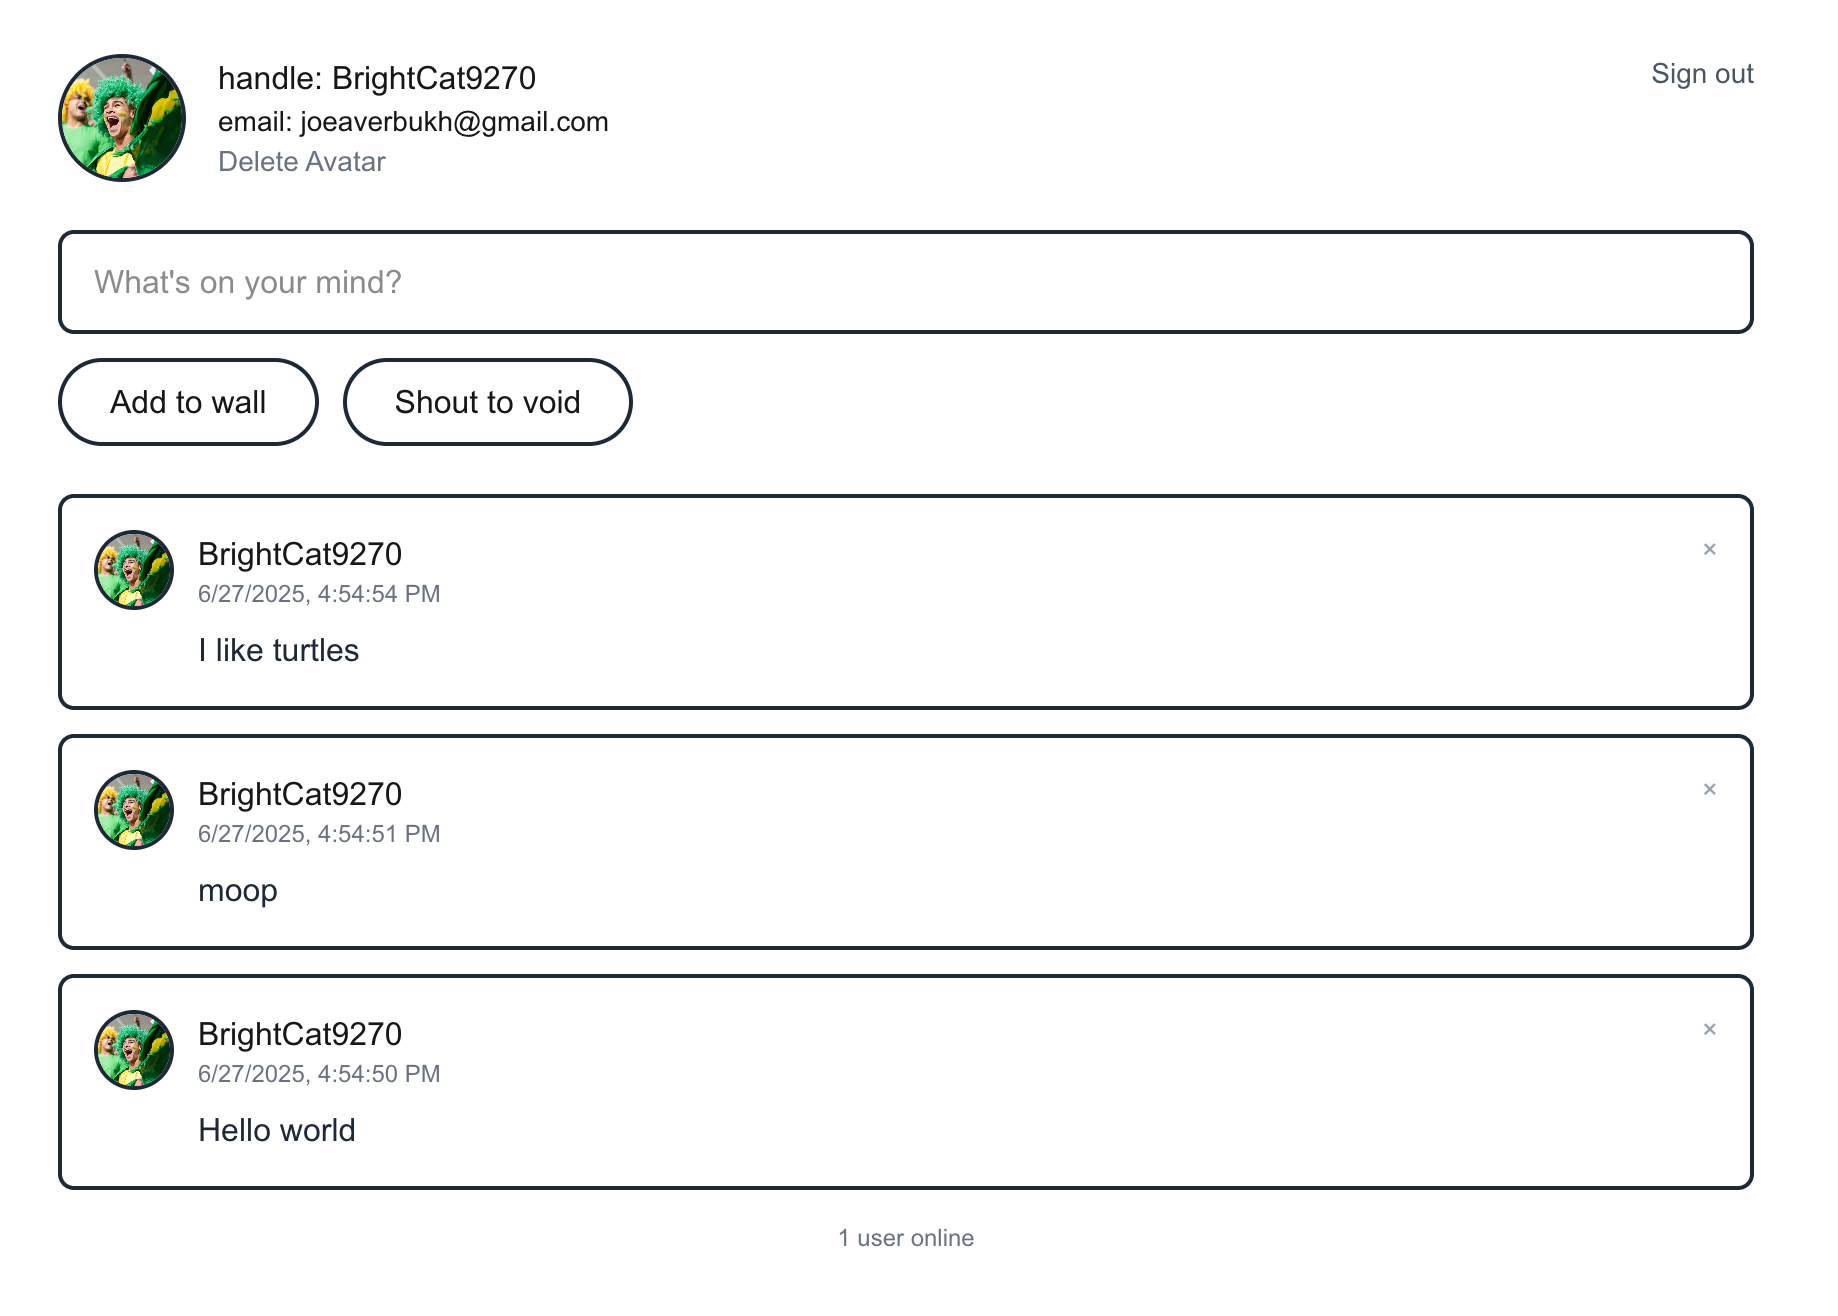 handle: BrightCat9270
email: joeaverbukh@gmail.com
Delete Avatar
Sign out
What's on your mind?
Add to wall
Shout to void
BrightCat9270
×
6/27/2025, 4:54:54 PM
I like turtles
BrightCat9270
×
6/27/2025, 4:54:51 PM
moop
BrightCat9270
×
6/27/2025, 4:54:50 PM
Hello world
1 user online